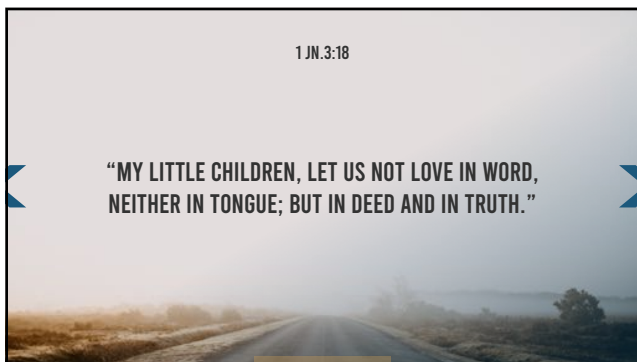 1 JN.3:18
“MY LITTLE CHILDREN, LET US NOT LOVE IN WORD,
NEITHER IN TONGUE; BUT IN DEED AND IN TRUTH.”